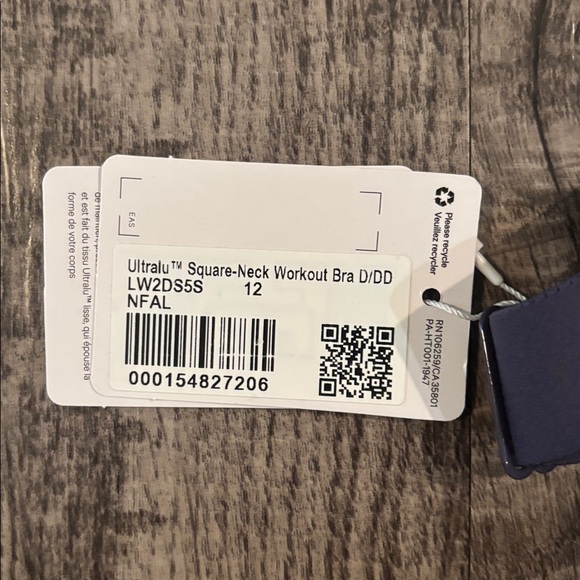 EAS
Ultralu™ Square-Neck Workout Bra D/DD
LW2DS5S 12
NFAL
000154827206
Please recycle
Veuillez recycler
RN106259/CA35801
PA-HT001-1947
et est fait du tissu Ultralu™ lisse, qui épouse la
forme de votre corps